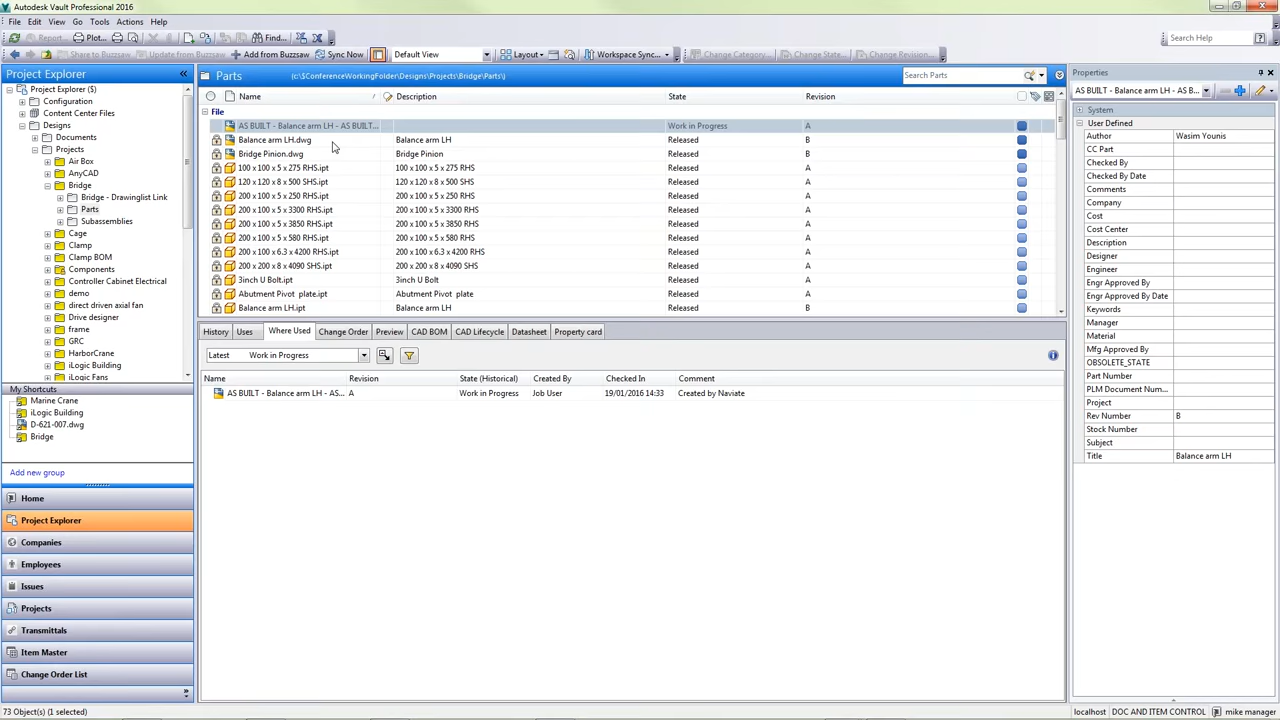 Autodesk Vault Professional 2016
File Edit View Go Tools Actions Help
Report... Plot... Find... Search Help
Share to Buzzsaw Update from Buzzsaw Add from Buzzsaw Sync Now Default View Layout Workspace Sync... Change Category... Change State... Change Revision...
Project Explorer
Project Explorer ($)
Configuration
Content Center Files
Designs
Documents
Projects
Air Box
AnyCAD
Bridge
Bridge - Drawinglist Link
Parts
Subassemblies
Cage
Clamp
Clamp BOM
Components
Controller Cabinet Electrical
demo
direct driven axial fan
Drive designer
frame
GRC
HarborCrane
iLogic Building
iLogic Fans
My Shortcuts
Marine Crane
iLogic Building
D-621-007.dwg
Bridge
Add new group
Home
Project Explorer
Companies
Employees
Issues
Projects
Transmittals
Item Master
Change Order List
Parts (c:\$ConferenceWorkingFolder\Designs\Projects\Bridge\Parts\) Search Parts
Name Description State Revision
File
AS BUILT - Balance arm LH - AS BUILT... Work in Progress A
Balance arm LH.dwg Balance arm LH Released B
Bridge Pinion.dwg Bridge Pinion Released B
100 x 100 x 5 x 275 RHS.ipt 100 x 100 x 5 x 275 RHS Released A
120 x 120 x 8 x 500 SHS.ipt 120 x 120 x 8 x 500 SHS Released A
200 x 100 x 5 x 250 RHS.ipt 200 x 100 x 5 x 250 RHS Released A
200 x 100 x 5 x 3300 RHS.ipt 200 x 100 x 5 x 3300 RHS Released A
200 x 100 x 5 x 3850 RHS.ipt 200 x 100 x 5 x 3850 RHS Released A
200 x 100 x 5 x 580 RHS.ipt 200 x 100 x 5 x 580 RHS Released A
200 x 100 x 6.3 x 4200 RHS.ipt 200 x 100 x 6.3 x 4200 RHS Released A
200 x 200 x 8 x 4090 SHS.ipt 200 x 200 x 8 x 4090 SHS Released A
3inch U Bolt.ipt 3inch U Bolt Released A
Abutment Pivot plate.ipt Abutment Pivot plate Released A
Balance arm LH.ipt Balance arm LH Released B
History Uses Where Used Change Order Preview CAD BOM CAD Lifecycle Datasheet Property card
Latest Work in Progress
Name Revision State (Historical) Created By Checked In Comment
AS BUILT - Balance arm LH - AS... A Work in Progress Job User 19/01/2016 14:33 Created by Naviate
Properties
AS BUILT - Balance arm LH - AS B...
System
User Defined
Author Wasim Younis
CC Part
Checked By
Checked By Date
Comments
Company
Cost
Cost Center
Description
Designer
Engineer
Engr Approved By
Engr Approved By Date
Keywords
Manager
Material
Mfg Approved By
OBSOLETE_STATE
Part Number
PLM Document Num...
Project
Rev Number B
Stock Number
Subject
Title Balance arm LH
73 Object(s) (1 selected) localhost DOC AND ITEM CONTROL mike manager